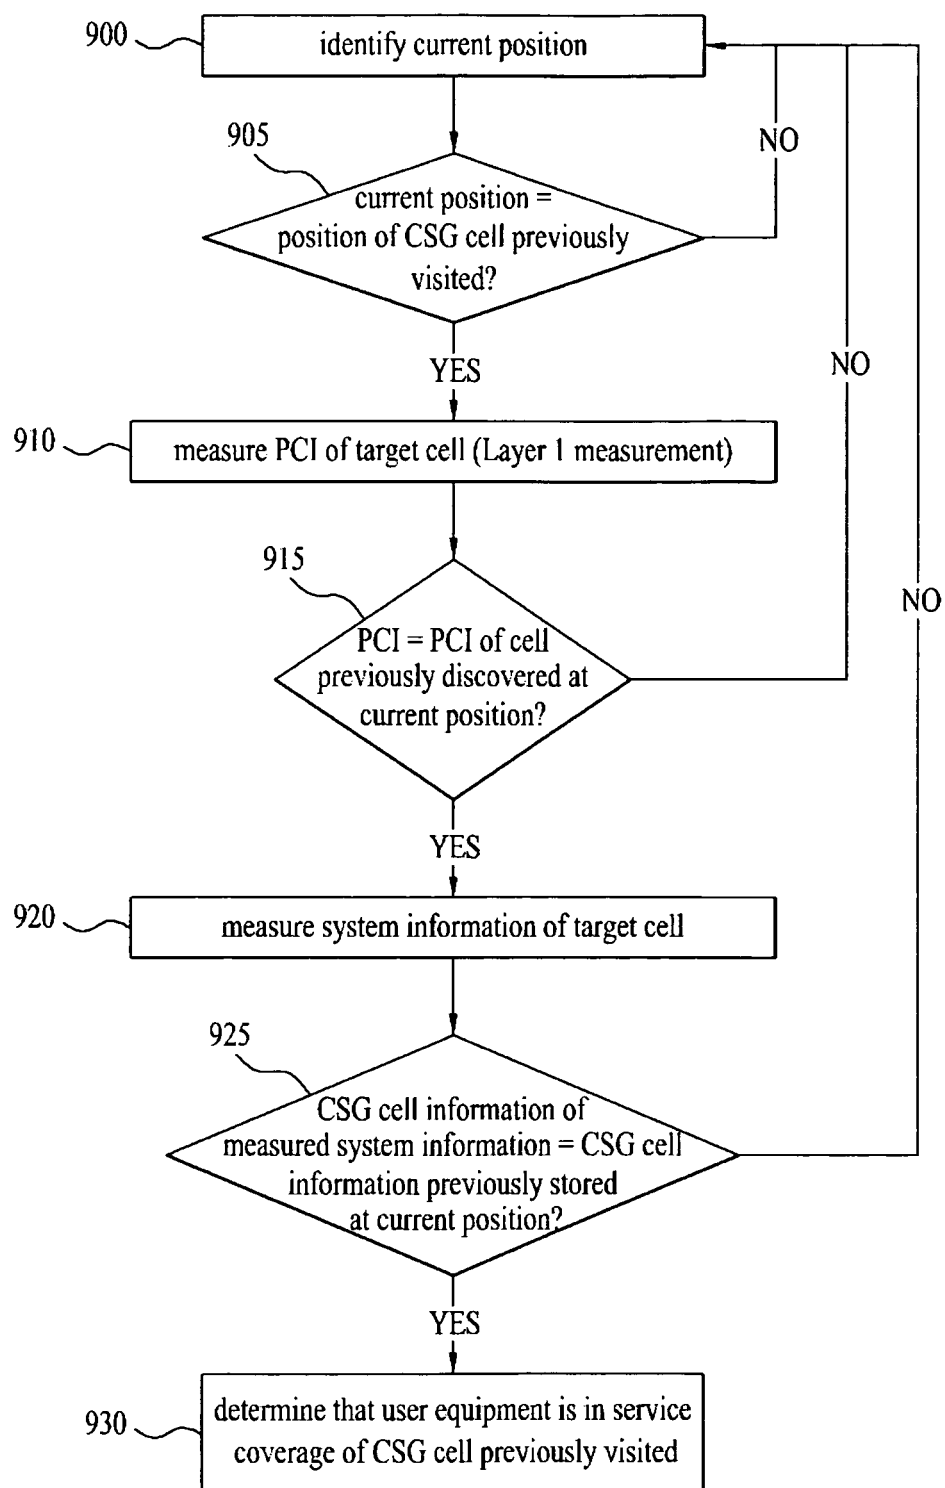 900
identify current position
905
NO
current position =
position of CSG cell previously
visited?
NO
YES
910
measure PCI of target cell (Layer 1 measurement)
915
NO
PCI = PCI of cell
previously discovered at
current position?
YES
920
measure system information of target cell
925
CSG cell information of
measured system information = CSG cell
information previously stored
at current position?
YES
930
determine that user equipment is in service
coverage of CSG cell previously visited